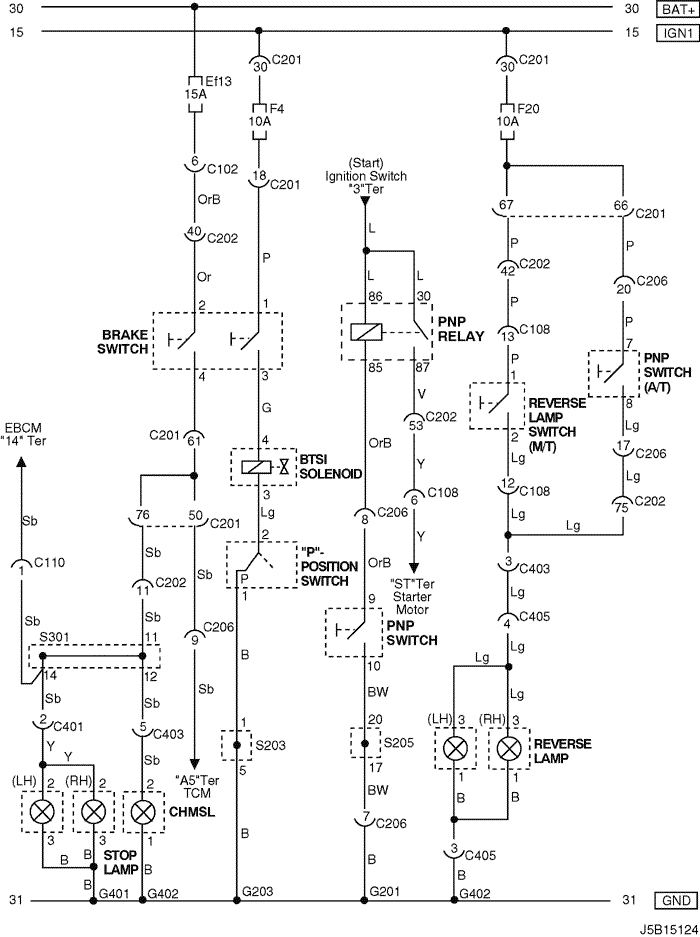 30 30 BAT+
15 15 IGN1
30 C201 30 C201
Ef13
15A
F4
10A
F20
10A
6 C102
18 C201
(Start)
Ignition Switch
"3"Ter
OrB
67 66 C201
40 C202
L
P
P P
42 C202
20 C206
Or
L L
2 1
86 30
P P
BRAKE
SWITCH
PNP
RELAY
13 C108
7
PNP
SWITCH
(A/T)
4 3
85 87
P
1
8
REVERSE
LAMP
SWITCH
(M/T)
G
V
2
Lg
EBCM
"14" Ter
C201
61
4
OrB
53 C202
Lg
17 C206
BTSI
SOLENOID
Y
Lg
3
12 C108
75 C202
76 50 C201
Lg
6 C108
Sb
2
8 C206
Lg Lg
Sb
"P"-
POSITION
SWITCH
P
1
Y
C110
1
Sb
11 C202
OrB
"ST"Ter
Starter
Motor
3 C403
Lg
Sb Sb
9 C206
9
PNP
SWITCH
4 C405
S301 11
B
10
Lg
Lg
14 12
Sb
Sb Sb
BW
Lg
2 C401
5 C403
1
S203
5
20
S205
17
(LH) 3 (RH) 3
REVERSE
LAMP
1 1
Y
Y
Sb
"A5"Ter
TCM
BW
B B
(LH) 2 (RH) 2 2
CHMSL
7 C206
3 3 1
B
3 C405
B B
STOP
LAMP
B
B
B
B
31 G401 G402 G203 G201 G402 31 GND
J5B15124